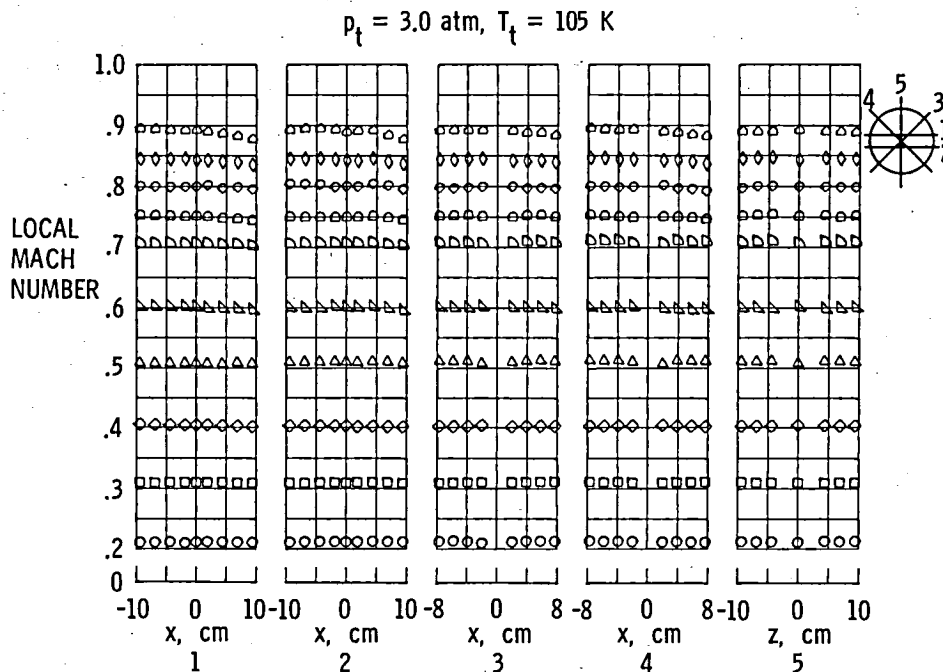 p_t = 3.0 atm, T_t = 105 K
1.0
.9
.8
LOCAL
MACH
NUMBER
.7
.6
.5
.4
.3
.2
0
-10 0 10 -10 0 10 -8 0 8 -8 0 8 -10 0 10
x, cm x, cm x, cm x, cm z, cm
1 2 3 4 5
5
4 3